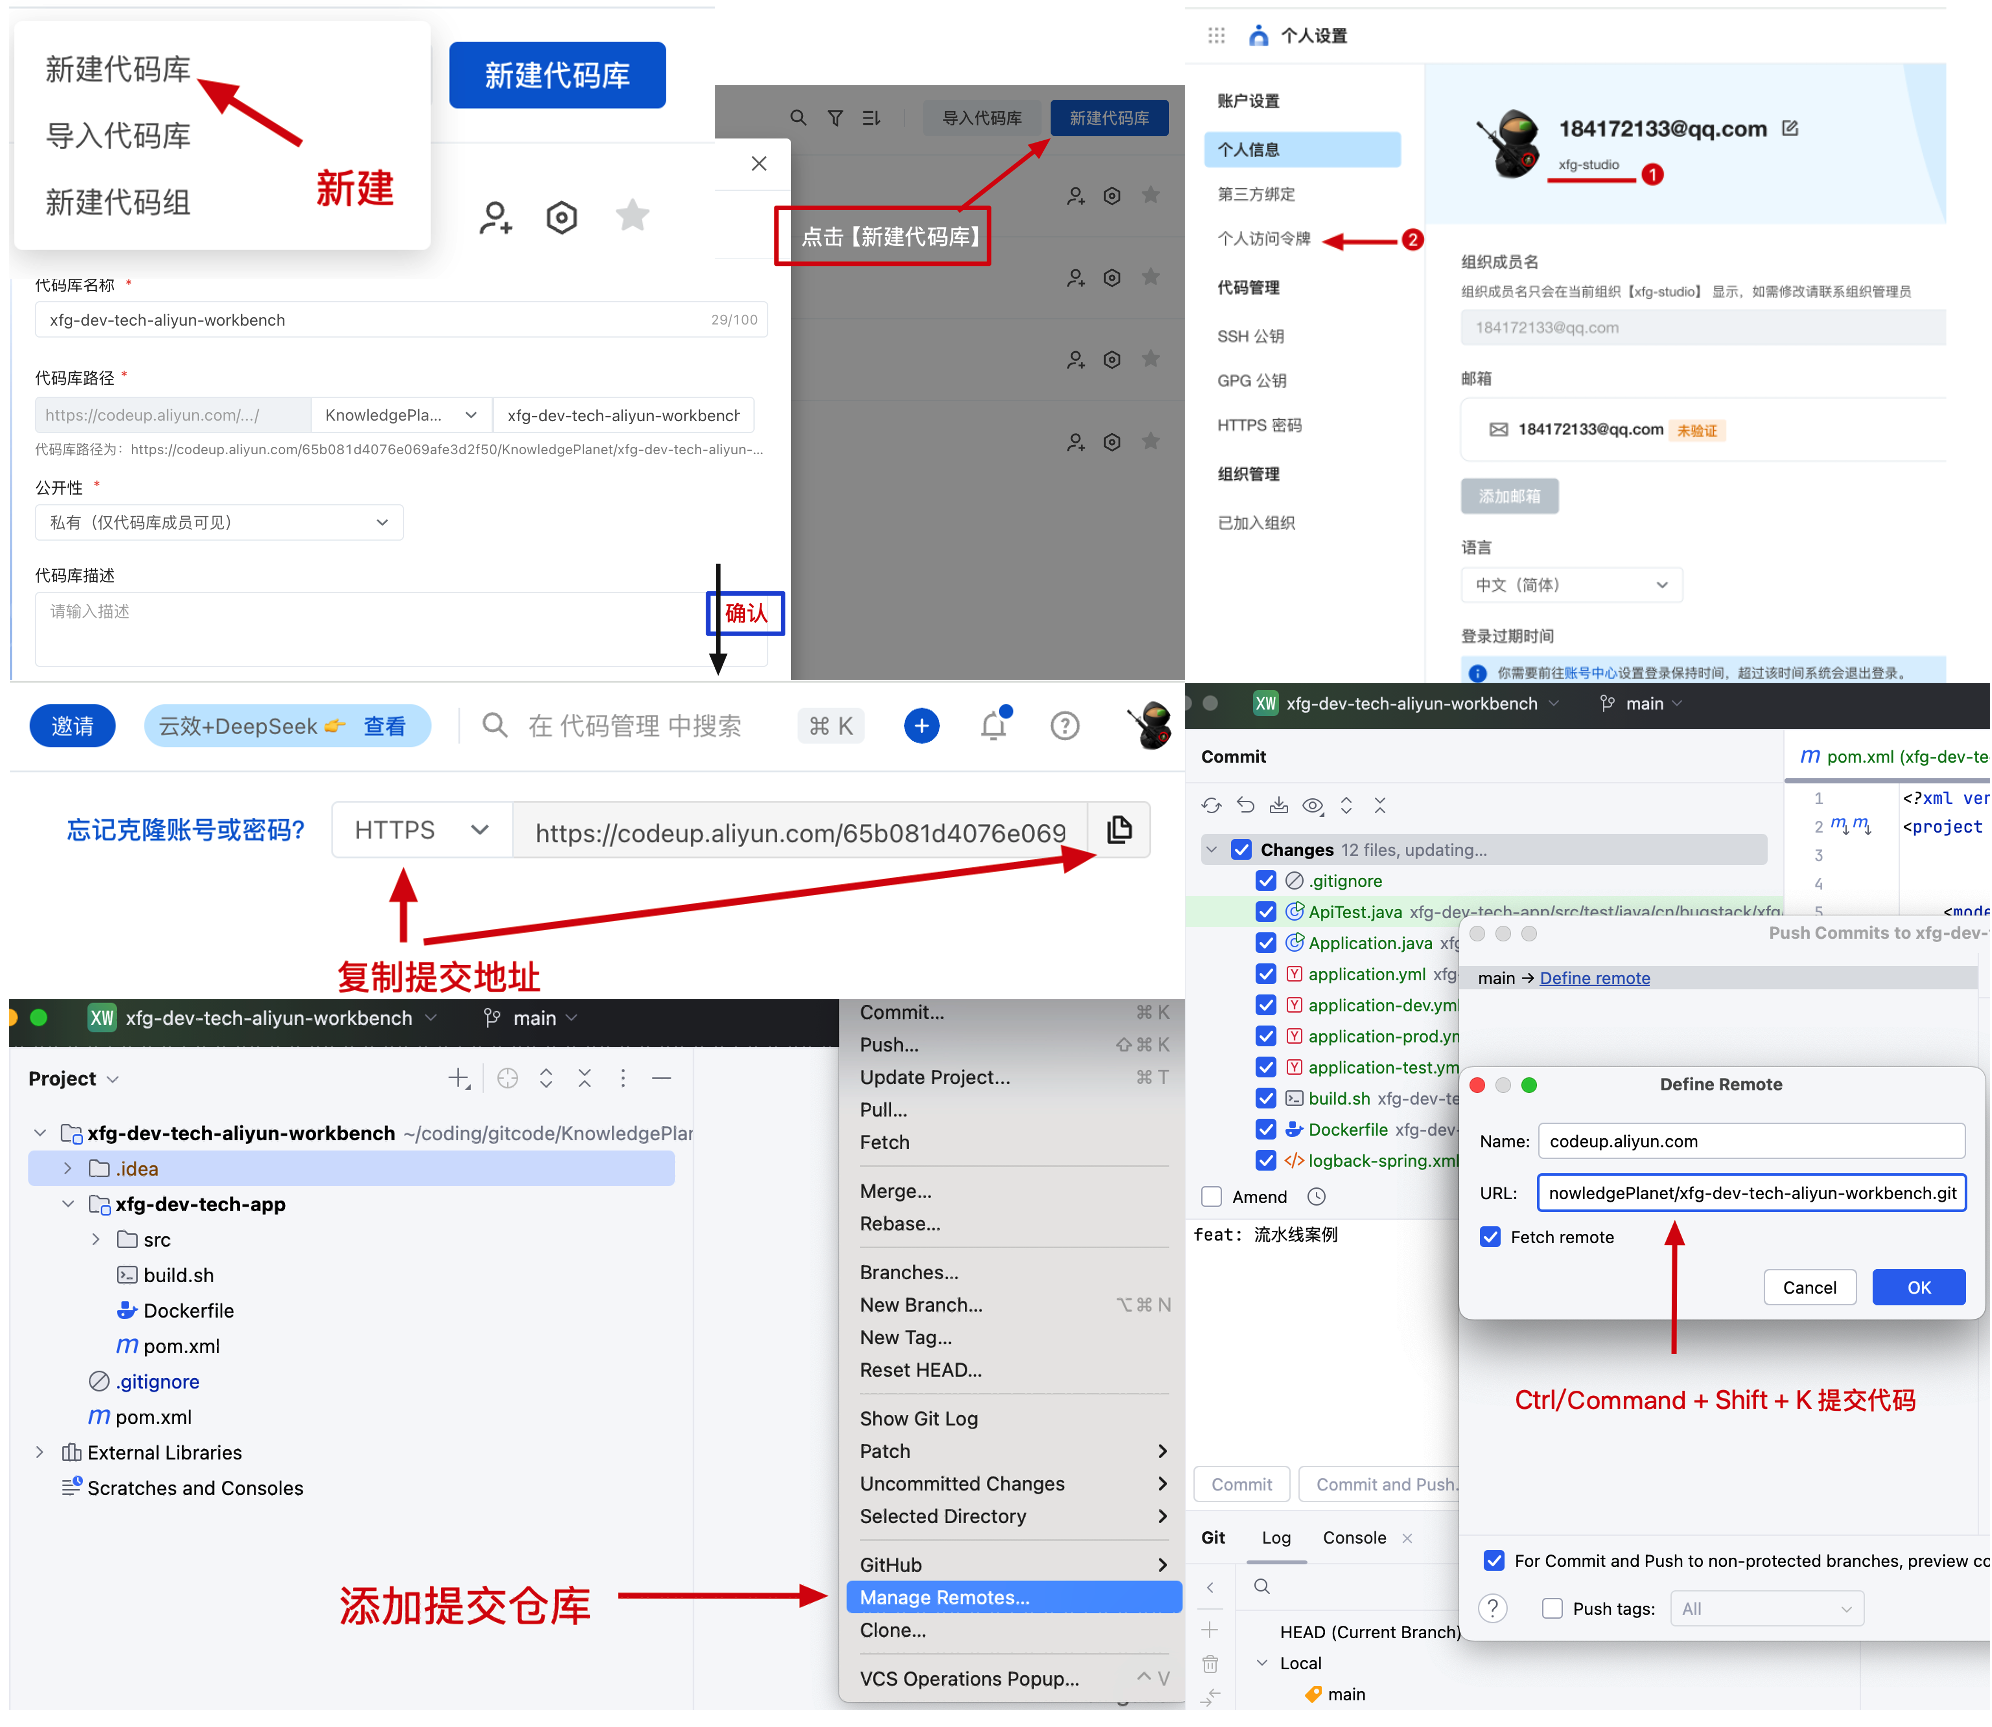 新建代码库
导入代码库
新建代码组
新建
新建代码库
导入代码库
新建代码库
点击【新建代码库】
代码库名称 *
xfg-dev-tech-aliyun-workbench
29/100
代码库路径 *
https://codeup.aliyun.com/.../
KnowledgePla...
xfg-dev-tech-aliyun-workbench
代码库路径为: https://codeup.aliyun.com/65b081d4076e069afe3d2f50/KnowledgePlanet/xfg-dev-tech-aliyun-...
公开性 *
私有（仅代码库成员可见）
代码库描述
请输入描述
确认
个人设置
账户设置
个人信息
第三方绑定
个人访问令牌
2
代码管理
SSH 公钥
GPG 公钥
HTTPS 密码
组织管理
已加入组织
184172133@qq.com
xfg-studio
1
组织成员名
组织成员名只会在当前组织【xfg-studio】 显示，如需修改请联系组织管理员
184172133@qq.com
邮箱
184172133@qq.com 未验证
添加邮箱
语言
中文（简体）
登录过期时间
你需要前往账号中心设置登录保持时间，超过该时间系统会退出登录。
邀请
云效+DeepSeek 👉 查看
在 代码管理 中搜索
⌘ K
忘记克隆账号或密码?
HTTPS
https://codeup.aliyun.com/65b081d4076e069
复制提交地址
XW xfg-dev-tech-aliyun-workbench
main
Project
xfg-dev-tech-aliyun-workbench ~/coding/gitcode/KnowledgePlar
.idea
xfg-dev-tech-app
src
build.sh
Dockerfile
pom.xml
.gitignore
pom.xml
External Libraries
Scratches and Consoles
添加提交仓库
Commit... ⌘ K
Push... ⇧ ⌘ K
Update Project... ⌘ T
Pull...
Fetch
Merge...
Rebase...
Branches...
New Branch... ⌥ ⌘ N
New Tag...
Reset HEAD...
Show Git Log
Patch
Uncommitted Changes
Selected Directory
GitHub
Manage Remotes...
Clone...
VCS Operations Popup... ^ V
XW xfg-dev-tech-aliyun-workbench
main
Commit
Changes 12 files, updating...
.gitignore
ApiTest.java xfg-dev-tech-app/src/test/java/cn/bugstack/xfg
Application.java xfg
application.yml xfg-
application-dev.yml
application-prod.ym
application-test.ym
build.sh xfg-dev-te
Dockerfile xfg-dev-
logback-spring.xml
Amend
feat: 流水线案例
Commit
Commit and Push.
Git
Log
Console
HEAD (Current Branch)
Local
main
pom.xml (xfg-dev-te
1 <?xml ver
2 <project
3
4
5 <mode
Push Commits to xfg-dev-
main → Define remote
Define Remote
Name: codeup.aliyun.com
URL: nowledgePlanet/xfg-dev-tech-aliyun-workbench.git
Fetch remote
Cancel
OK
Ctrl/Command + Shift + K 提交代码
For Commit and Push to non-protected branches, preview co
Push tags: All